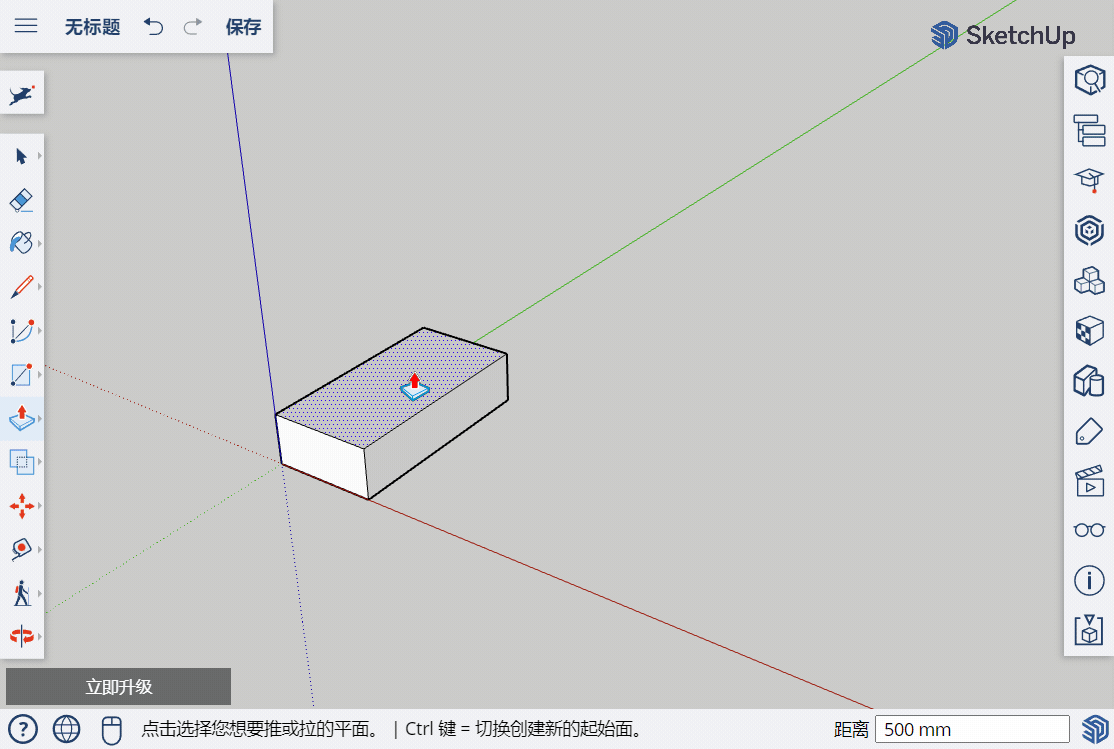 无标题
保存
SketchUp
立即升级
点击选择您想要推或拉的平面。 | Ctrl 键 = 切换创建新的起始面。
距离 500 mm